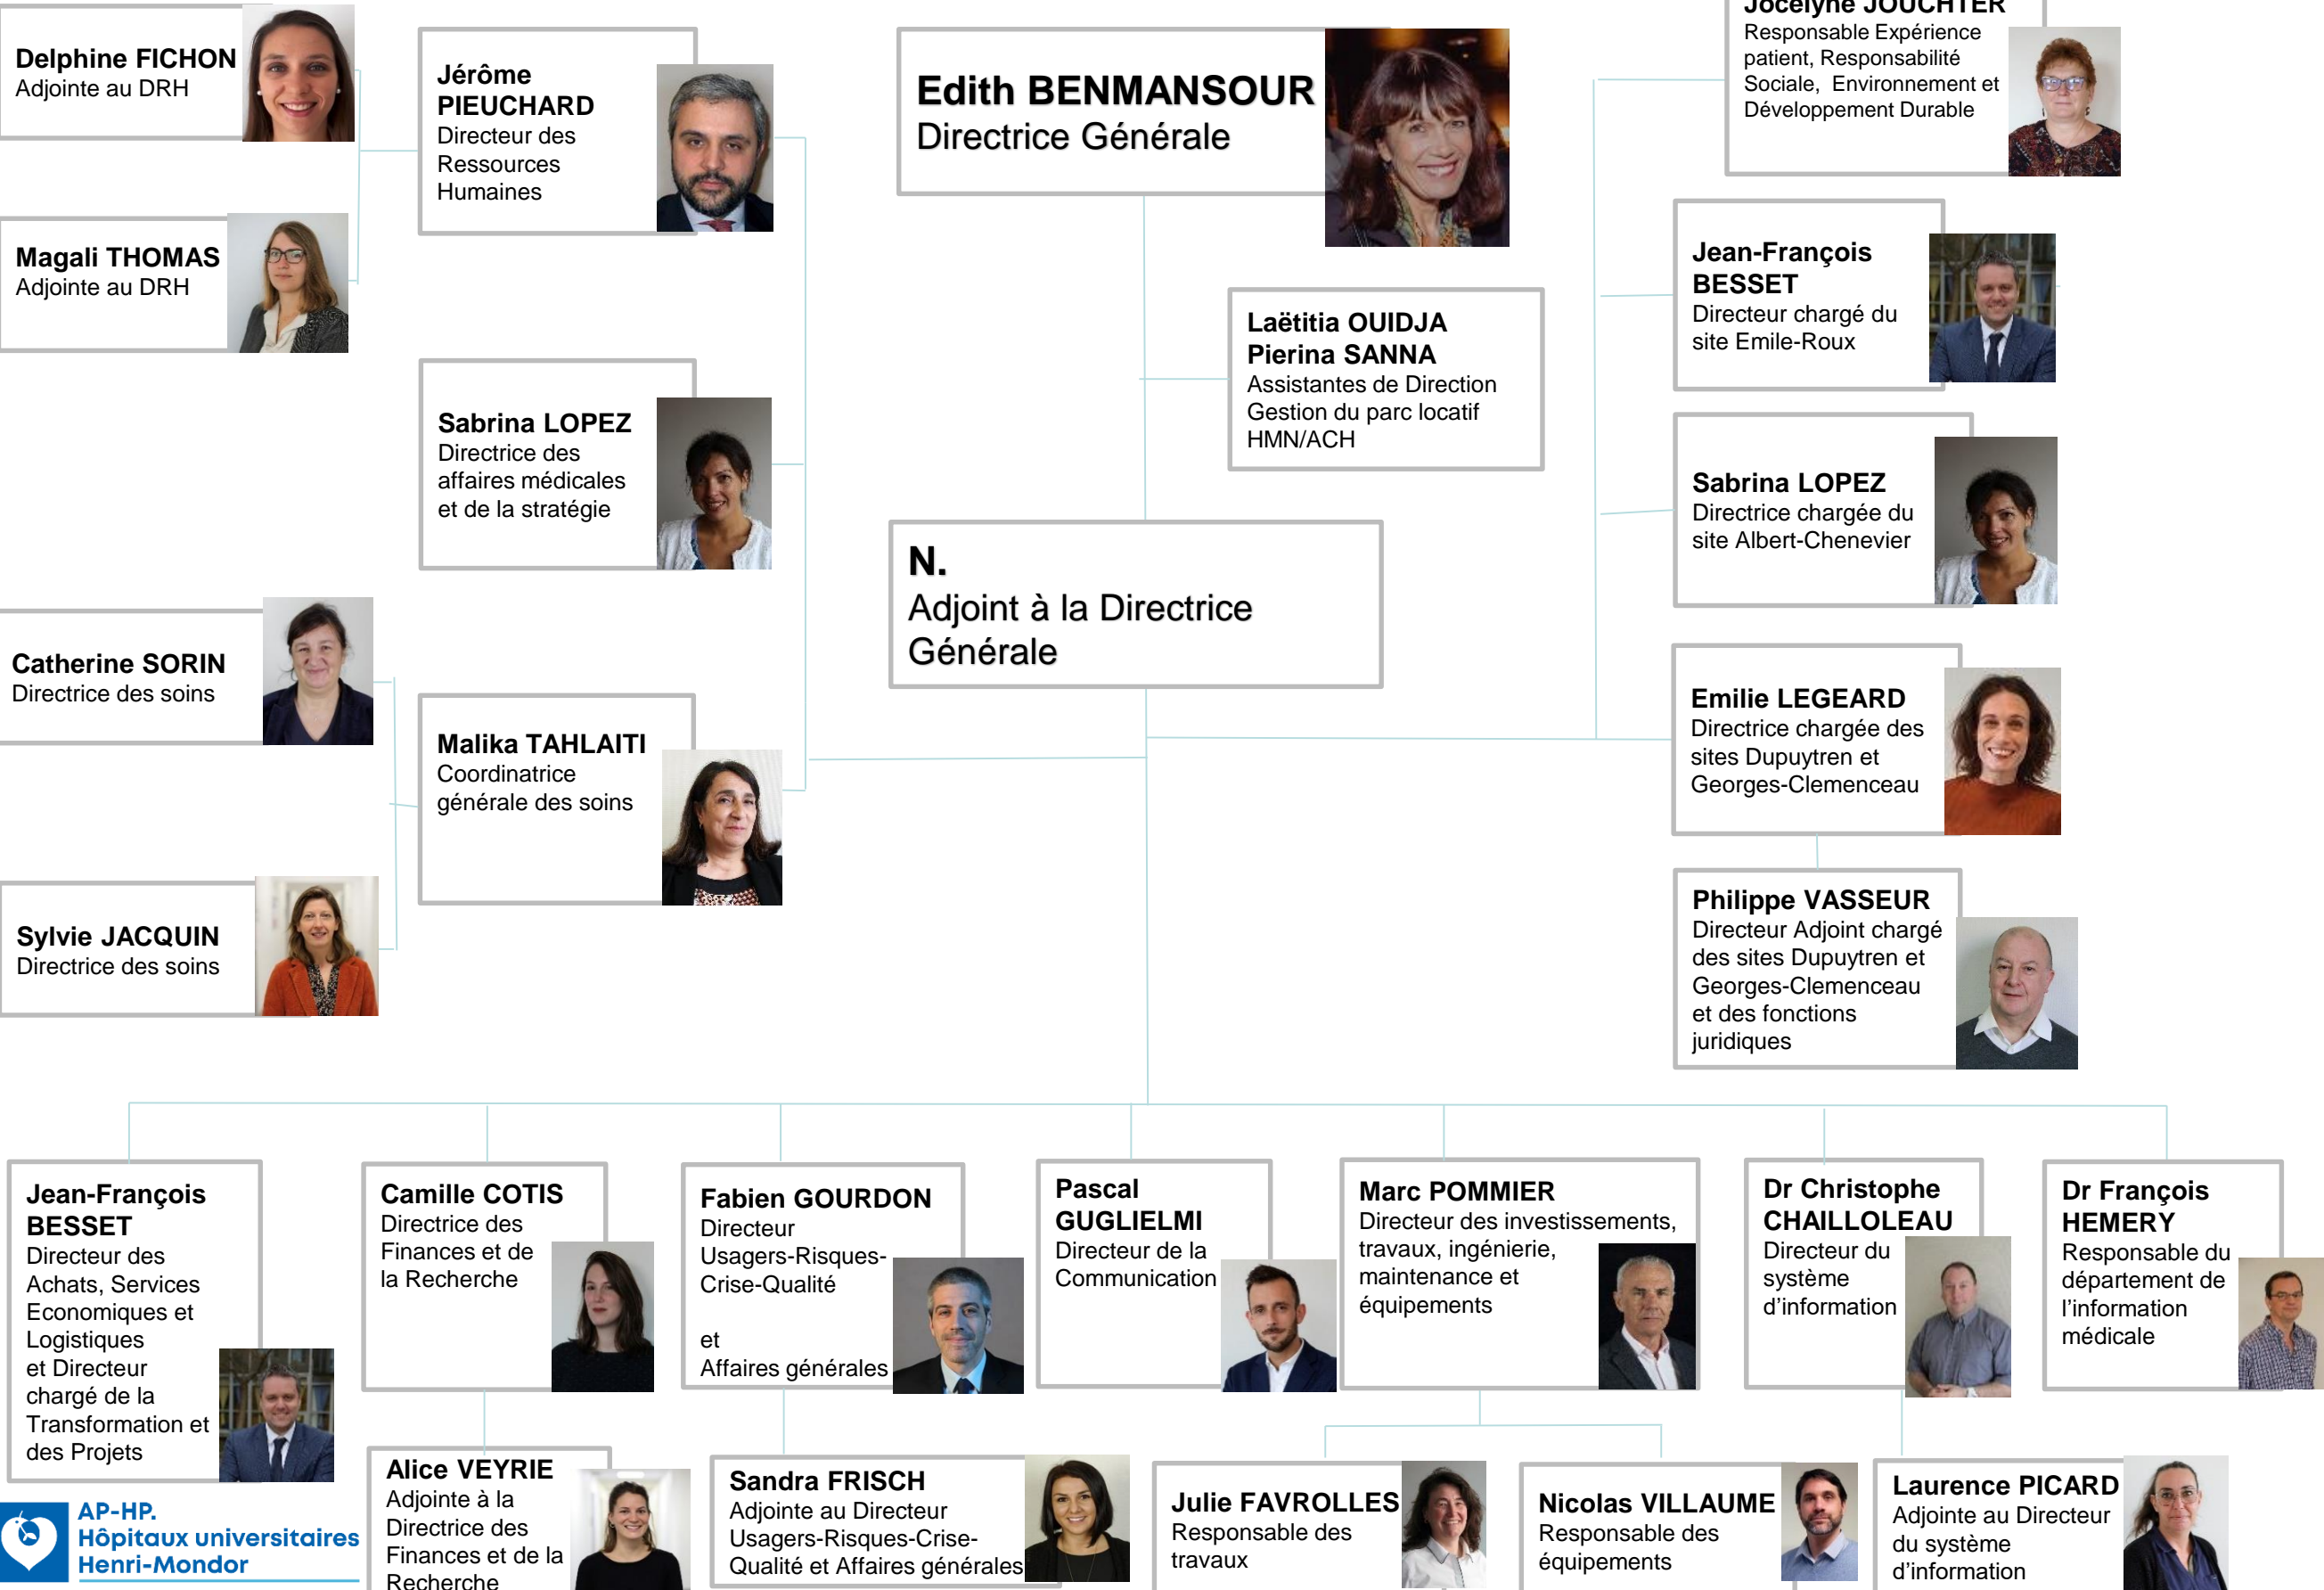 Delphine FICHON
Adjointe au DRH
Magali THOMAS
Adjointe au DRH
Jérôme
PIEUCHARD
Directeur des
Ressources
Humaines
Sabrina LOPEZ
Directrice des
affaires médicales
et de la stratégie
Catherine SORIN
Directrice des soins
Malika TAHLAITI
Coordinatrice
générale des soins
Sylvie JACQUIN
Directrice des soins
Edith BENMANSOUR
Directrice Générale
Laëtitia OUIDJA
Pierina SANNA
Assistantes de Direction
Gestion du parc locatif
HMN/ACH
N.
Adjoint à la Directrice
Générale
Jocelyne JOUCHTER
Responsable Expérience
patient, Responsabilité
Sociale, Environnement et
Développement Durable
Jean-François
BESSET
Directeur chargé du
site Emile-Roux
Sabrina LOPEZ
Directrice chargée du
site Albert-Chenevier
Emilie LEGEARD
Directrice chargée des
sites Dupuytren et
Georges-Clemenceau
Philippe VASSEUR
Directeur Adjoint chargé
des sites Dupuytren et
Georges-Clemenceau
et des fonctions
juridiques
Jean-François
BESSET
Directeur des
Achats, Services
Economiques et
Logistiques
et Directeur
chargé de la
Transformation et
des Projets
Camille COTIS
Directrice des
Finances et de
la Recherche
Fabien GOURDON
Directeur
Usagers-Risques-
Crise-Qualité
et
Affaires générales
Pascal
GUGLIELMI
Directeur de la
Communication
Marc POMMIER
Directeur des investissements,
travaux, ingénierie,
maintenance et
équipements
Dr Christophe
CHAILLOLEAU
Directeur du
système
d’information
Dr François
HEMERY
Responsable du
département de
l’information
médicale
Alice VEYRIE
Adjointe à la
Directrice des
Finances et de la
Recherche
Sandra FRISCH
Adjointe au Directeur
Usagers-Risques-Crise-
Qualité et Affaires générales
Julie FAVROLLES
Responsable des
travaux
Nicolas VILLAUME
Responsable des
équipements
Laurence PICARD
Adjointe au Directeur
du système
d’information
AP-HP.
Hôpitaux universitaires
Henri-Mondor